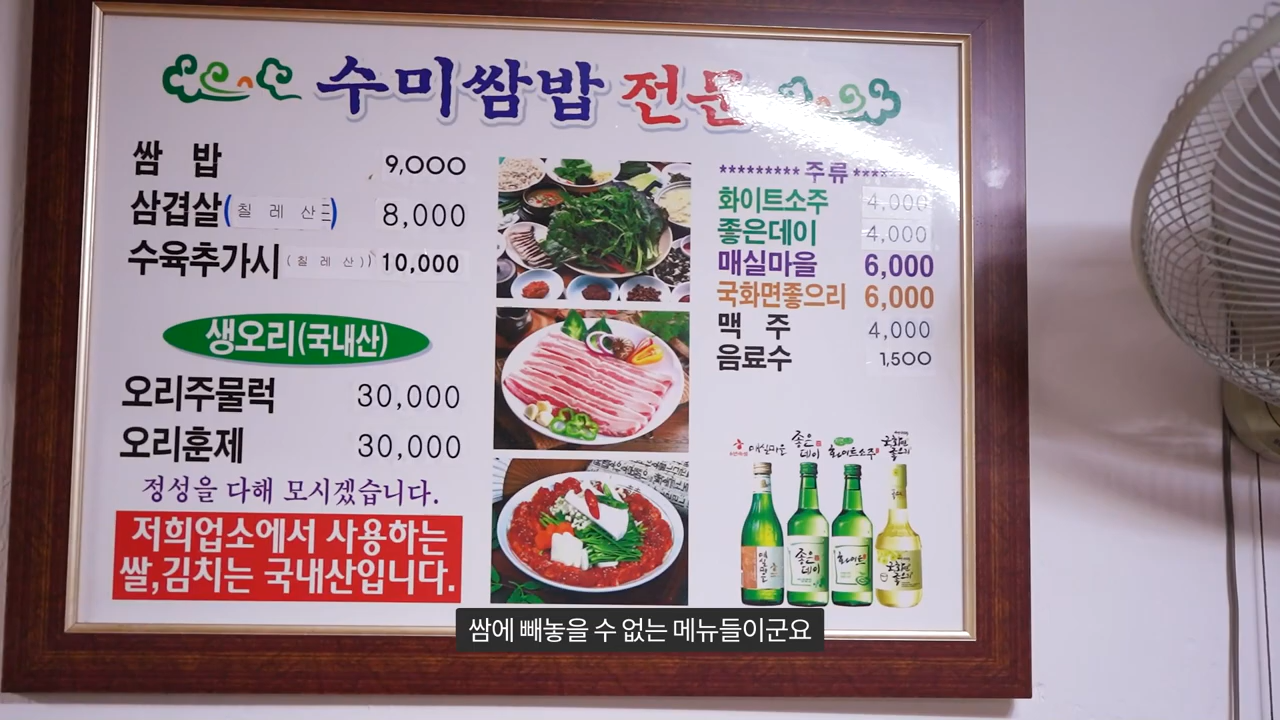 수미쌈밥 전문
쌈 밥 9,000
삼겹살(칠 레 산) 8,000
수육추가시(칠 레 산)) 10,000
생오리(국내산)
오리주물럭 30,000
오리훈제 30,000
정성을 다해 모시겠습니다.
저희업소에서 사용하는
쌀,김치는 국내산입니다.
********* 주류 ****
화이트소주 4,000
좋은데이 4,000
매실마을 6,000
국화면좋으리 6,000
맥 주 4,000
음료수 1,500
매실마을
좋은데이
화이트소주
국화면좋으리
좋은데이
화이트
쌈에 빼놓을 수 없는 메뉴들이군요